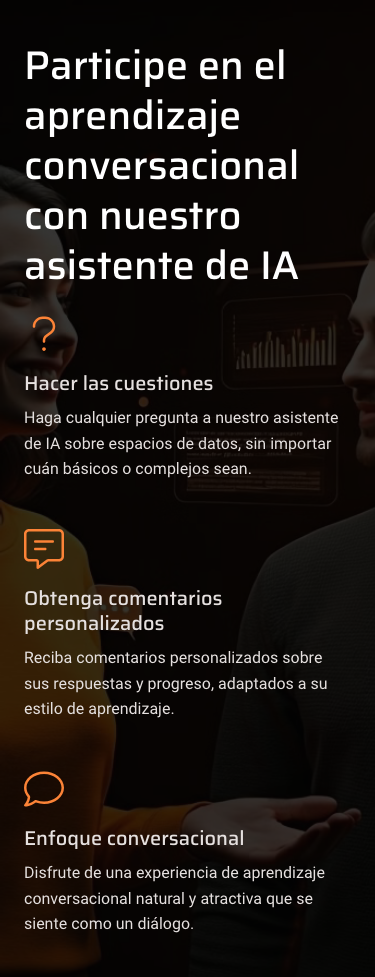 Participe en el
aprendizaje
conversacional
con nuestro
asistente de IA
Hacer las cuestiones
Haga cualquier pregunta a nuestro asistente
de IA sobre espacios de datos, sin importar
cuán básicos o complejos sean.
Obtenga comentarios
personalizados
Reciba comentarios personalizados sobre
sus respuestas y progreso, adaptados a su
estilo de aprendizaje.
Enfoque conversacional
Disfrute de una experiencia de aprendizaje
conversacional natural y atractiva que se
siente como un diálogo.